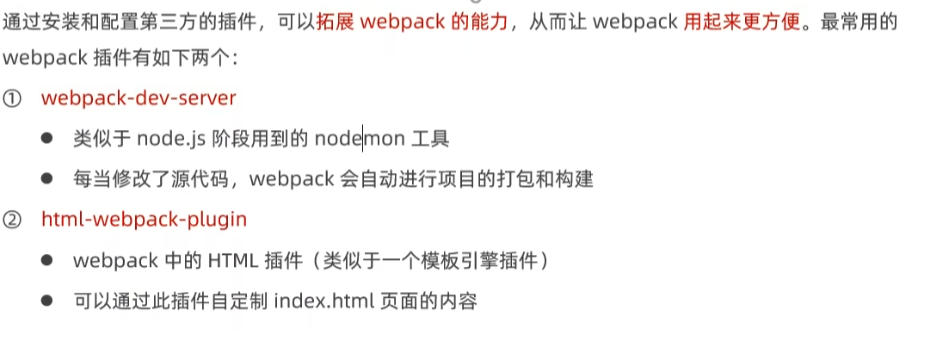 通过安装和配置第三方的插件，可以拓展 webpack 的能力，从而让 webpack 用起来更方便。最常用的
webpack 插件有如下两个：
① webpack-dev-server
● 类似于 node.js 阶段用到的 nodemon 工具
● 每当修改了源代码，webpack 会自动进行项目的打包和构建
② html-webpack-plugin
● webpack 中的 HTML 插件（类似于一个模板引擎插件）
● 可以通过此插件自定制 index.html 页面的内容